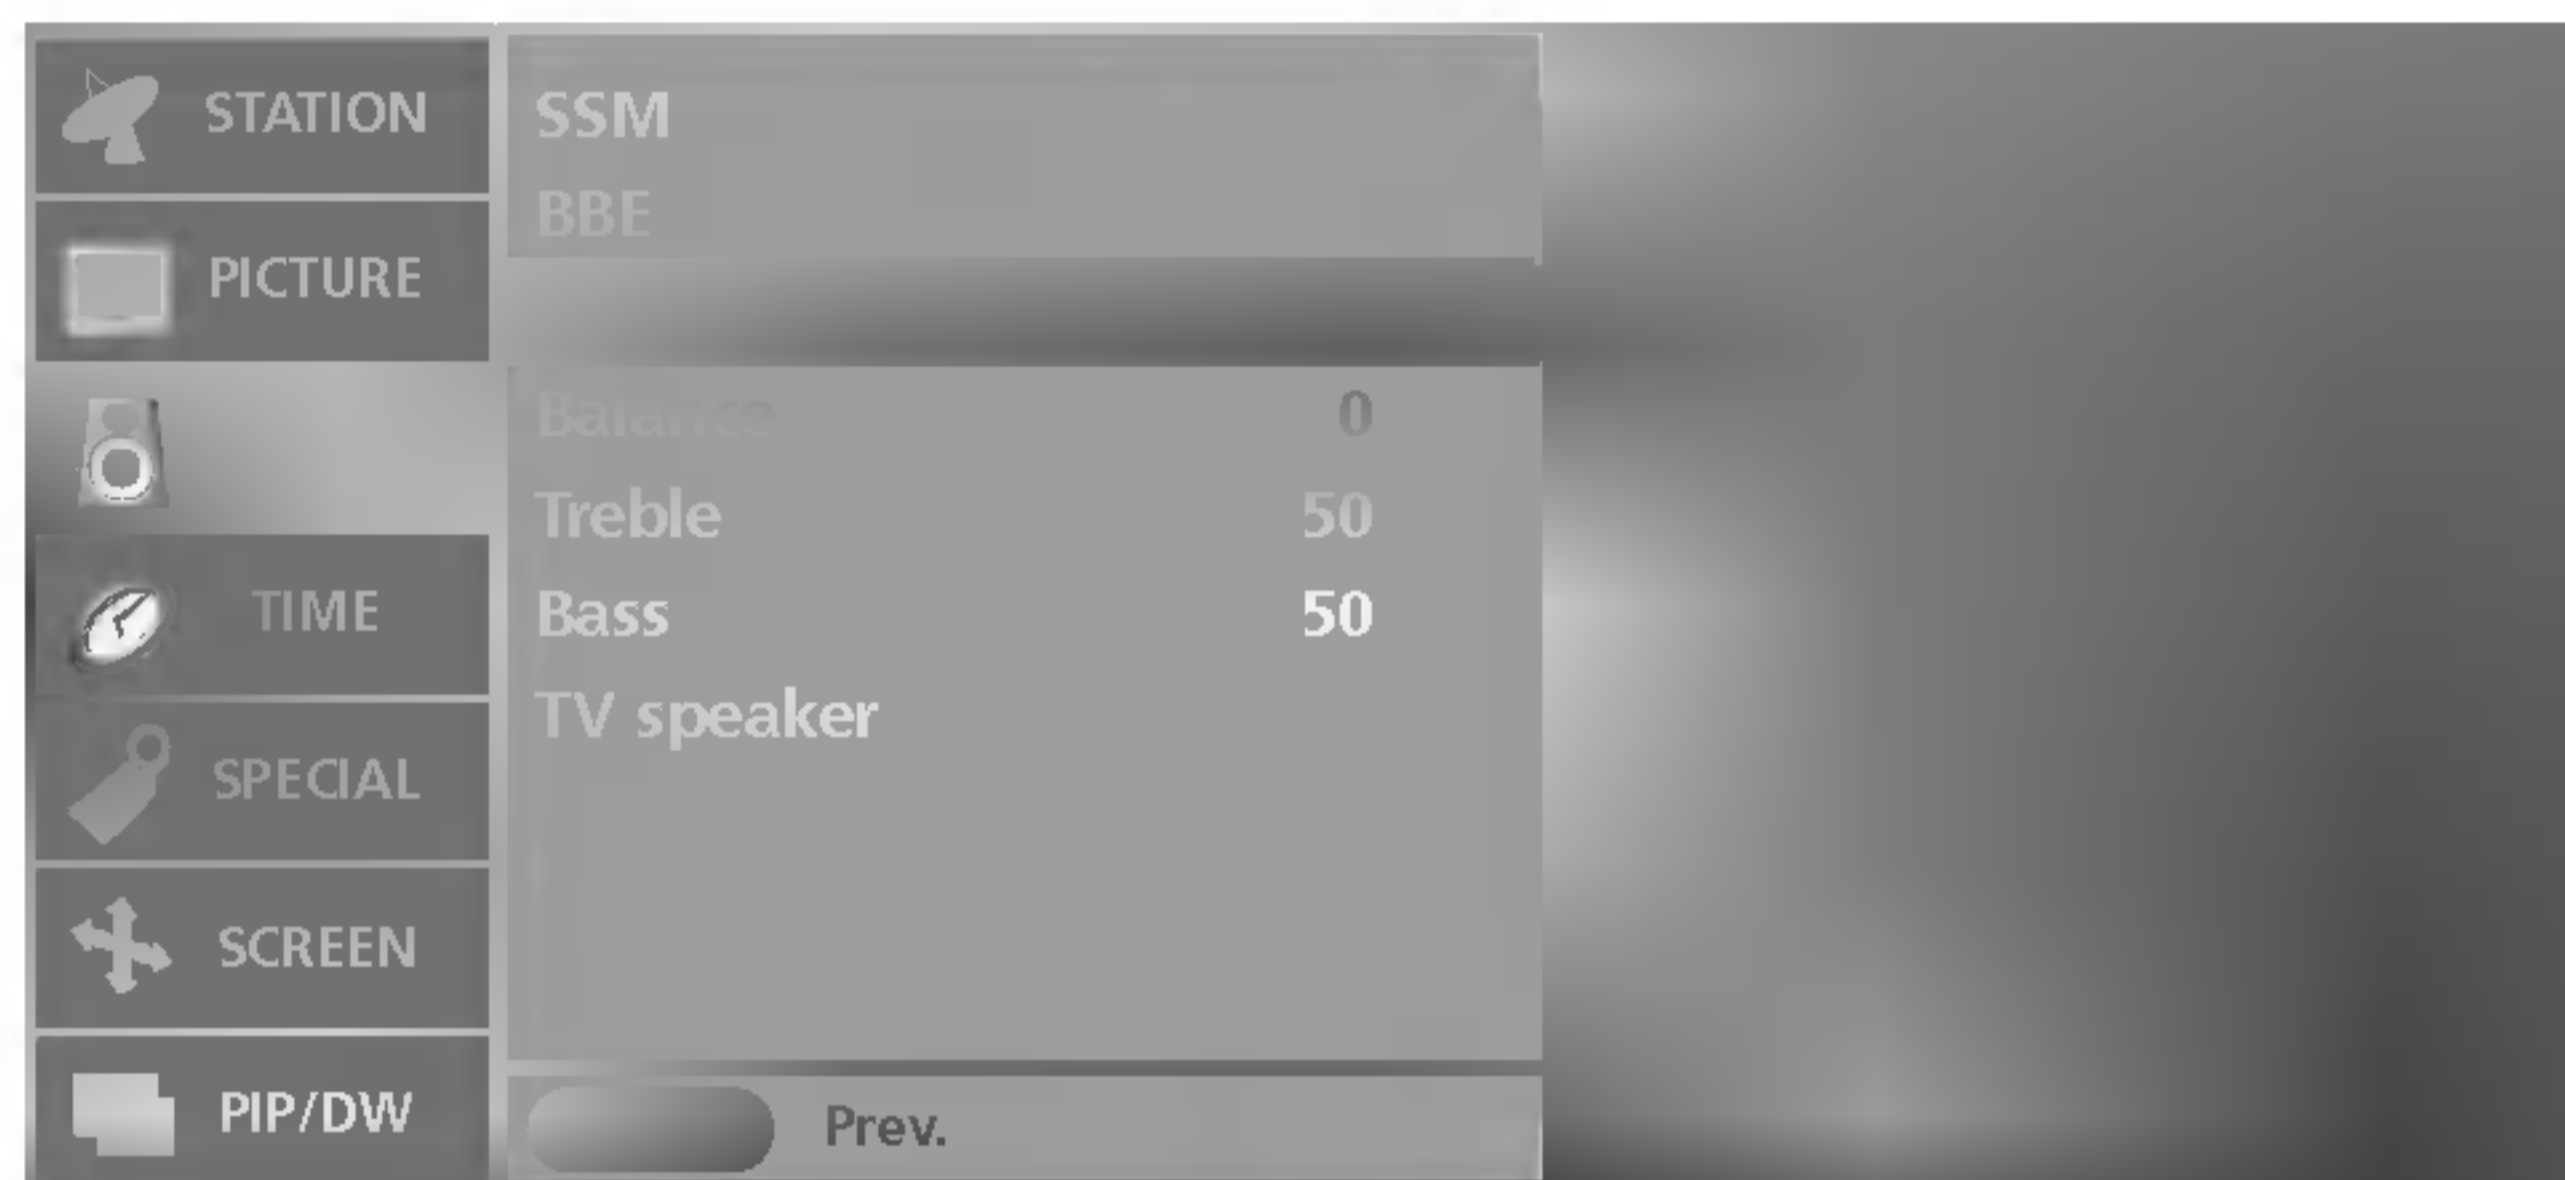 STATION
PICTURE
TIME
SPECIAL
SCREEN
PIP/DW
SSM
BBE
Balance 0
Treble 50
Bass 50
TV speaker
Prev.